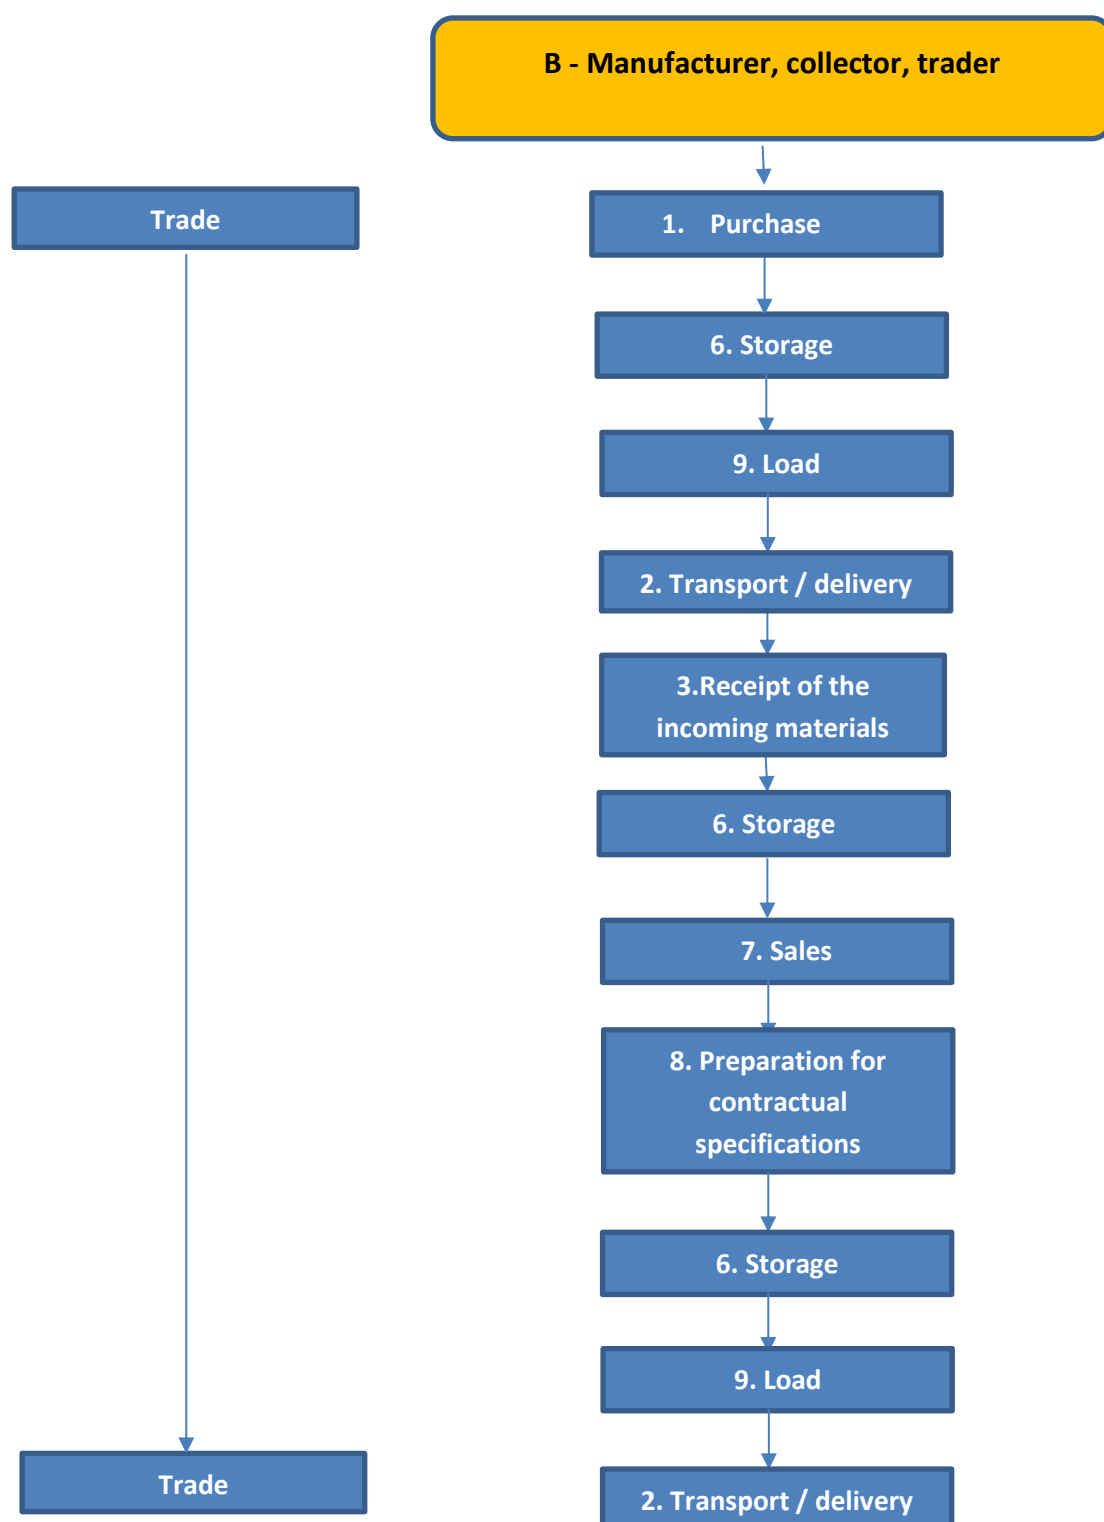 B - Manufacturer, collector, trader
Trade
1. Purchase
6. Storage
9. Load
2. Transport / delivery
3.Receipt of the
incoming materials
6. Storage
7. Sales
8. Preparation for
contractual
specifications
6. Storage
9. Load
Trade
2. Transport / delivery